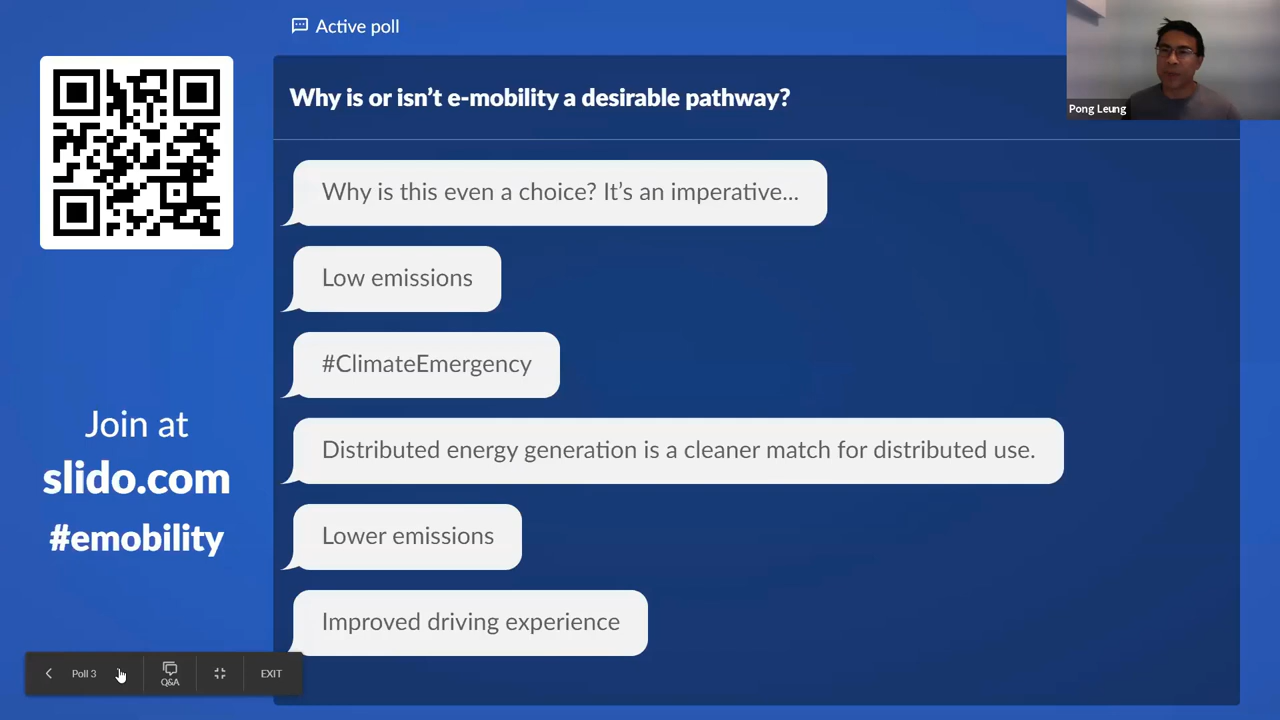 Active poll
Why is or isn’t e-mobility a desirable pathway?
Pong Leung
Why is this even a choice? It’s an imperative...
Low emissions
#ClimateEmergency
Distributed energy generation is a cleaner match for distributed use.
Lower emissions
Improved driving experience
Join at
slido.com
#emobility
Poll 3
Q&A
EXIT